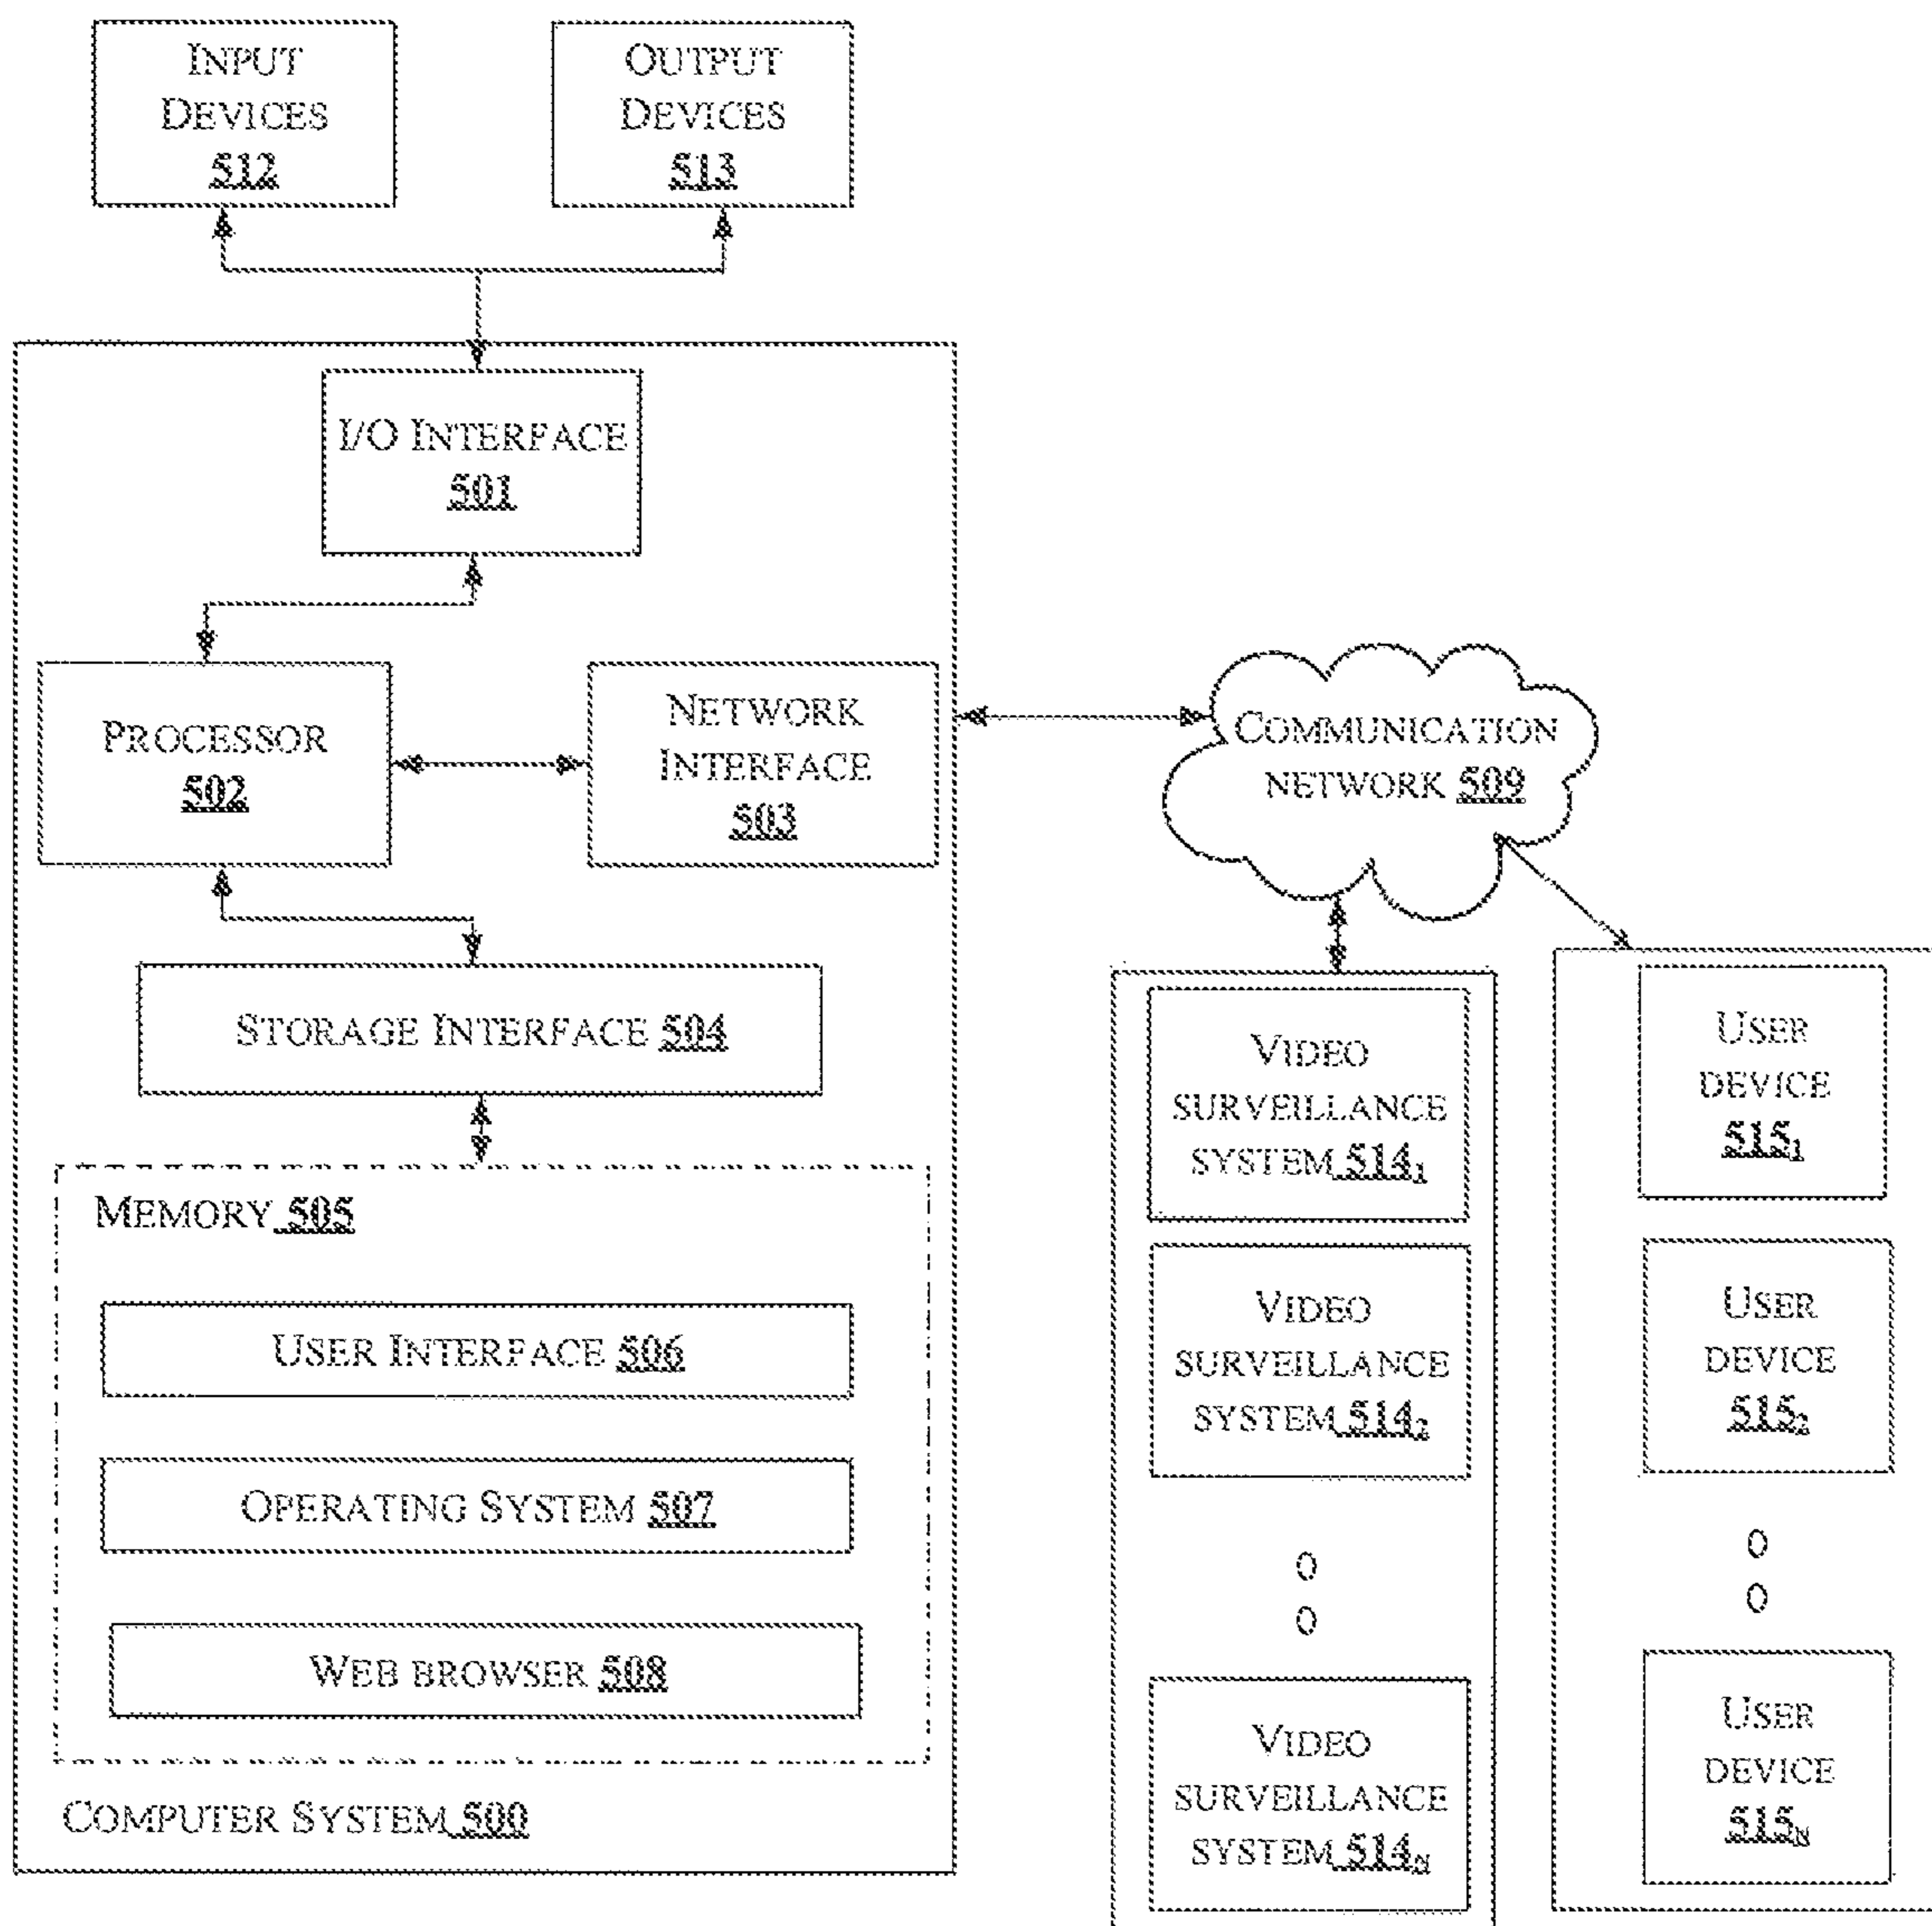 INPUT
DEVICES
512
OUTPUT
DEVICES
513
I/O INTERFACE
501
PROCESSOR
502
NETWORK
INTERFACE
503
STORAGE INTERFACE 504
MEMORY 505
USER INTERFACE 506
OPERATING SYSTEM 507
WEB BROWSER 508
COMPUTER SYSTEM 500
COMMUNICATION
NETWORK 509
VIDEO
SURVEILLANCE
SYSTEM 514₁
VIDEO
SURVEILLANCE
SYSTEM 514₂
O
O
VIDEO
SURVEILLANCE
SYSTEM 514ₙ
USER
DEVICE
515₁
USER
DEVICE
515₂
O
O
USER
DEVICE
515ₙ